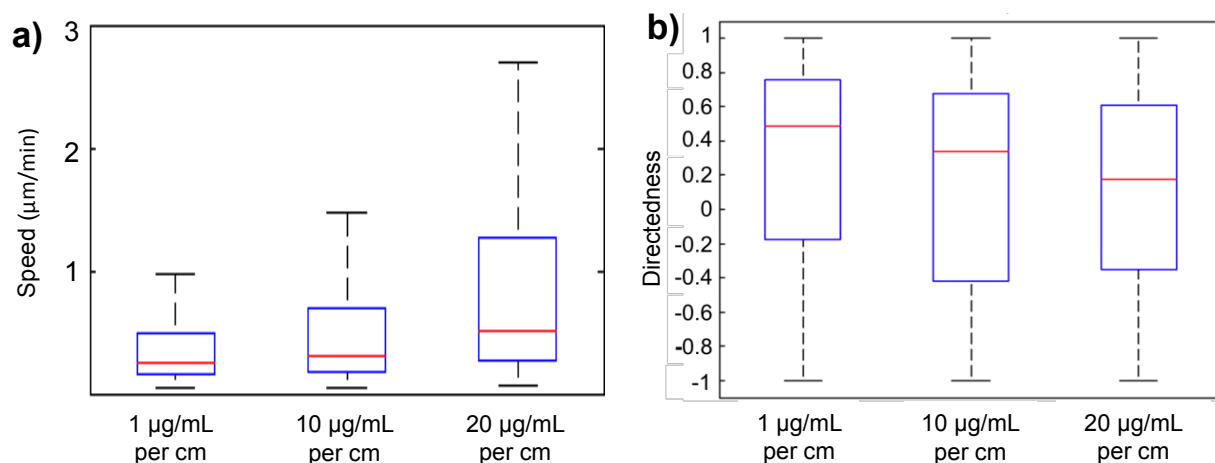 a)
3
2
1
Speed (µm/min)
1 µg/mL
per cm
10 µg/mL
per cm
20 µg/mL
per cm
b)
1
0.8
0.6
0.4
0.2
0
-0.2
-0.4
-0.6
-0.8
-1
Directedness
1 µg/mL
per cm
10 µg/mL
per cm
20 µg/mL
per cm